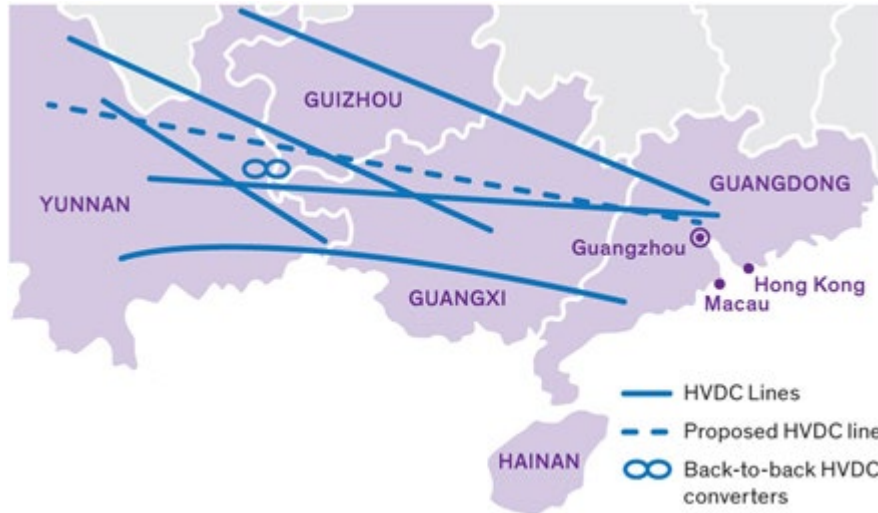 GUIZHOU
GUANGDONG
YUNNAN
Guangzhou
Hong Kong
Macau
GUANGXI
HAINAN
HVDC Lines
Proposed HVDC line
Back-to-back HVDC
converters